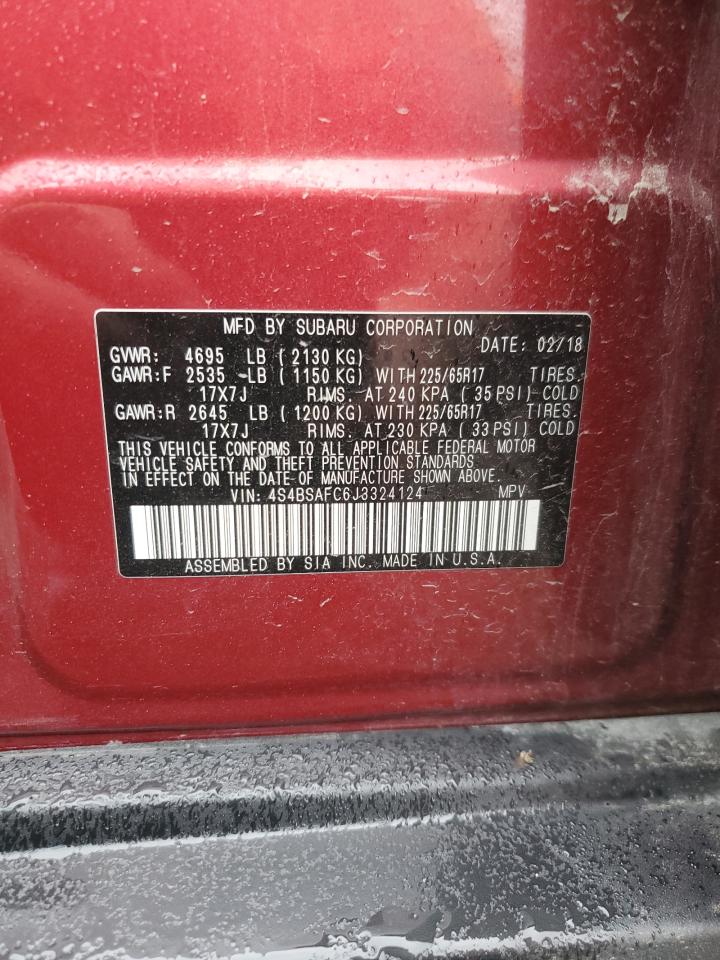 MFD BY SUBARU CORPORATION
DATE: 02/18
GVWR: 4695 LB ( 2130 KG)
GAWR:F 2535 LB ( 1150 KG) WITH 225/65R17 TIRES.
17X7J RIMS. AT 240 KPA ( 35 PSI) COLD
GAWR:R 2645 LB ( 1200 KG) WITH 225/65R17 TIRES.
17X7J RIMS. AT 230 KPA ( 33 PSI) COLD
THIS VEHICLE CONFORMS TO ALL APPLICABLE FEDERAL MOTOR
VEHICLE SAFETY AND THEFT PREVENTION STANDARDS
IN EFFECT ON THE DATE OF MANUFACTURE SHOWN ABOVE.
VIN: 4S4BSAFC6J3324124 MPV
ASSEMBLED BY SIA INC. MADE IN U.S.A.